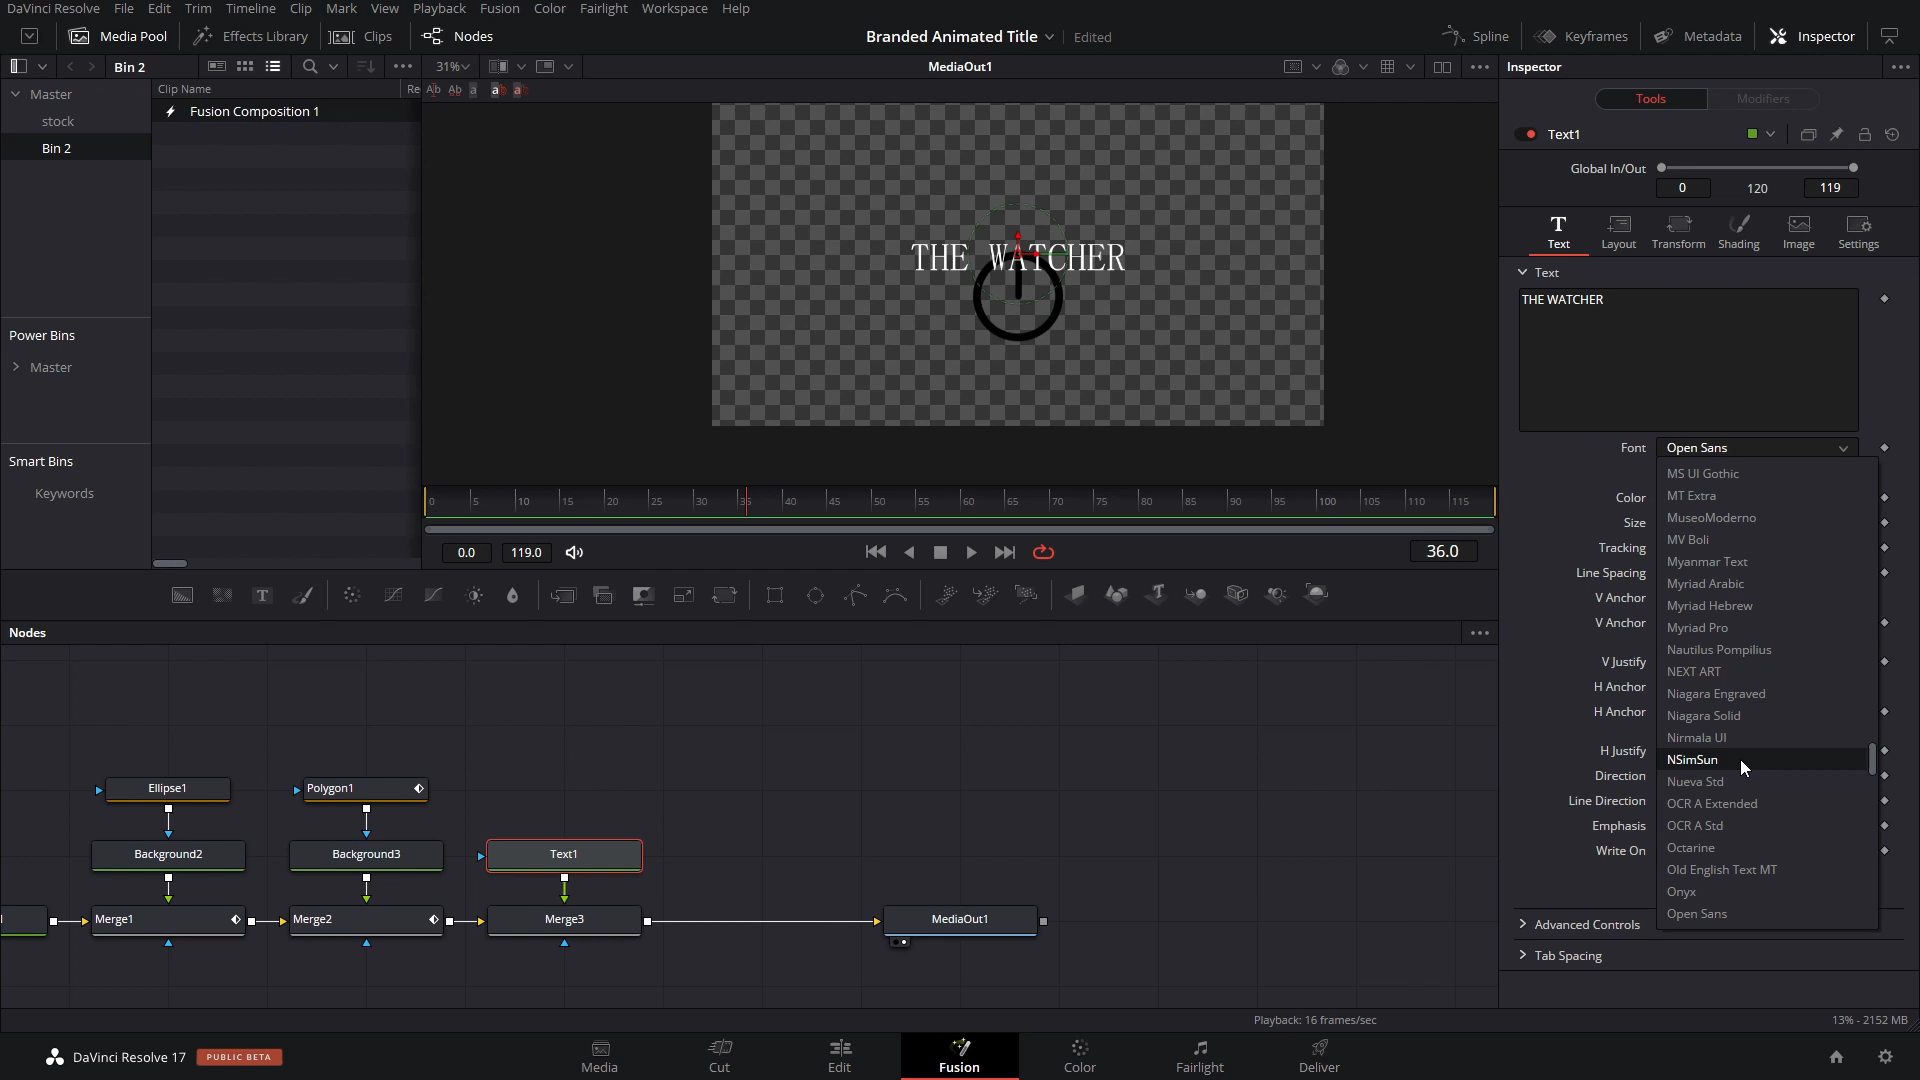 DaVinci Resolve File Edit Trim Timeline Clip Mark View Playback Fusion Color Fairlight Workspace Help
Media Pool Effects Library Clips Nodes Branded Animated Title Edited Spline Keyframes Metadata Inspector
Bin 2 31% MediaOut1 Inspector
Master Clip Name Re
Fusion Composition 1
stock
Bin 2
Power Bins
Master
Smart Bins
Keywords
THE WATCHER
0 5 10 15 20 25 30 35 40 45 50 55 60 65 70 75 80 85 90 95 100 105 110 115
0.0 119.0 36.0
Tools Modifiers
Text1
Global In/Out
0 120 119
Text Layout Transform Shading Image Settings
Text
THE WATCHER
Font Open Sans
Color
Size
Tracking
Line Spacing
V Anchor
V Anchor
V Justify
H Anchor
H Anchor
H Justify
Direction
Line Direction
Emphasis
Write On
MS UI Gothic
MT Extra
MuseoModerno
MV Boli
Myanmar Text
Myriad Arabic
Myriad Hebrew
Myriad Pro
Nautilus Pompilius
NEXT ART
Niagara Engraved
Niagara Solid
Nirmala UI
NSimSun
Nueva Std
OCR A Extended
OCR A Std
Octarine
Old English Text MT
Onyx
Open Sans
Advanced Controls
Tab Spacing
Nodes
Ellipse1 Polygon1
Background2 Background3 Text1
Merge1 Merge2 Merge3 MediaOut1
Playback: 16 frames/sec 13% - 2152 MB
DaVinci Resolve 17 PUBLIC BETA Media Cut Edit Fusion Color Fairlight Deliver